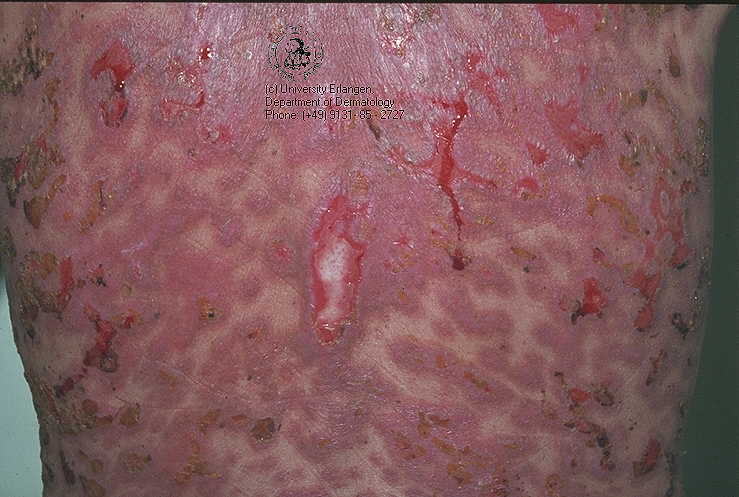 (c) University Erlangen
Department of Dermatology
Phone: (+49) 9131- 85 - 2727